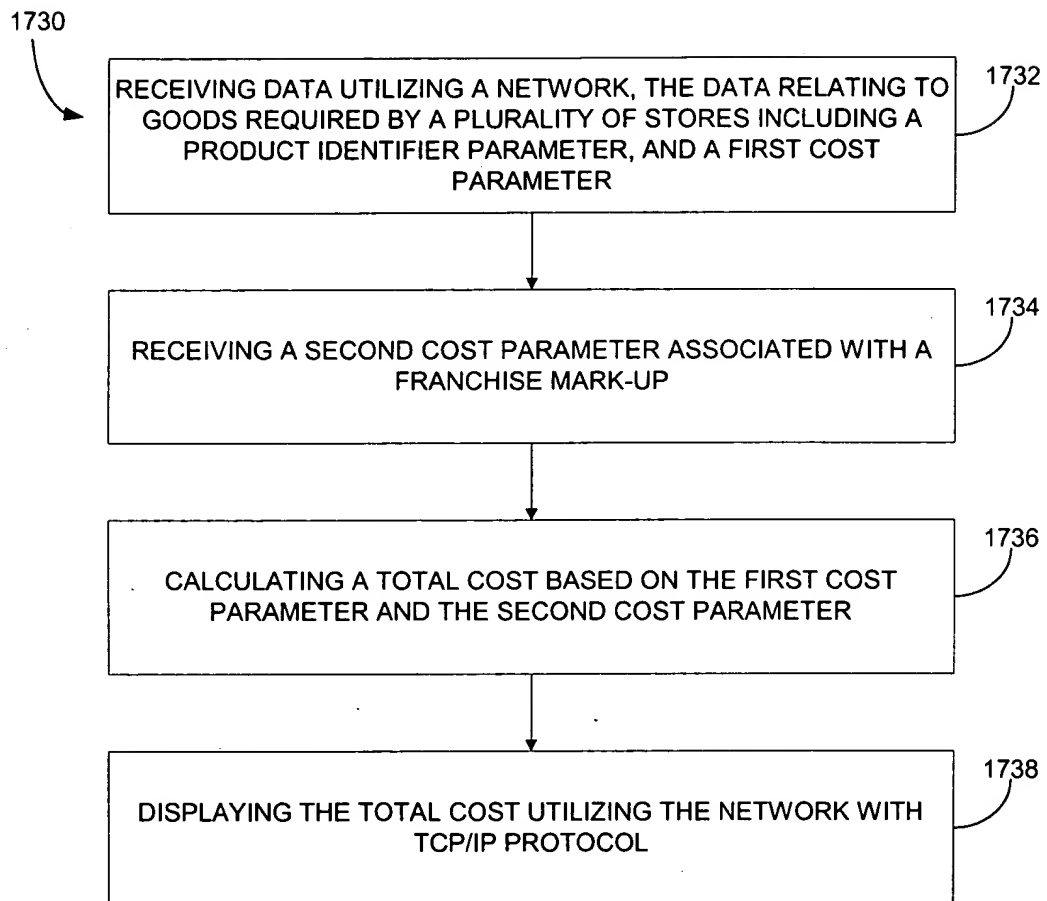 1730
RECEIVING DATA UTILIZING A NETWORK, THE DATA RELATING TO
GOODS REQUIRED BY A PLURALITY OF STORES INCLUDING A
PRODUCT IDENTIFIER PARAMETER, AND A FIRST COST
PARAMETER
1732
RECEIVING A SECOND COST PARAMETER ASSOCIATED WITH A
FRANCHISE MARK-UP
1734
CALCULATING A TOTAL COST BASED ON THE FIRST COST
PARAMETER AND THE SECOND COST PARAMETER
1736
DISPLAYING THE TOTAL COST UTILIZING THE NETWORK WITH
TCP/IP PROTOCOL
1738